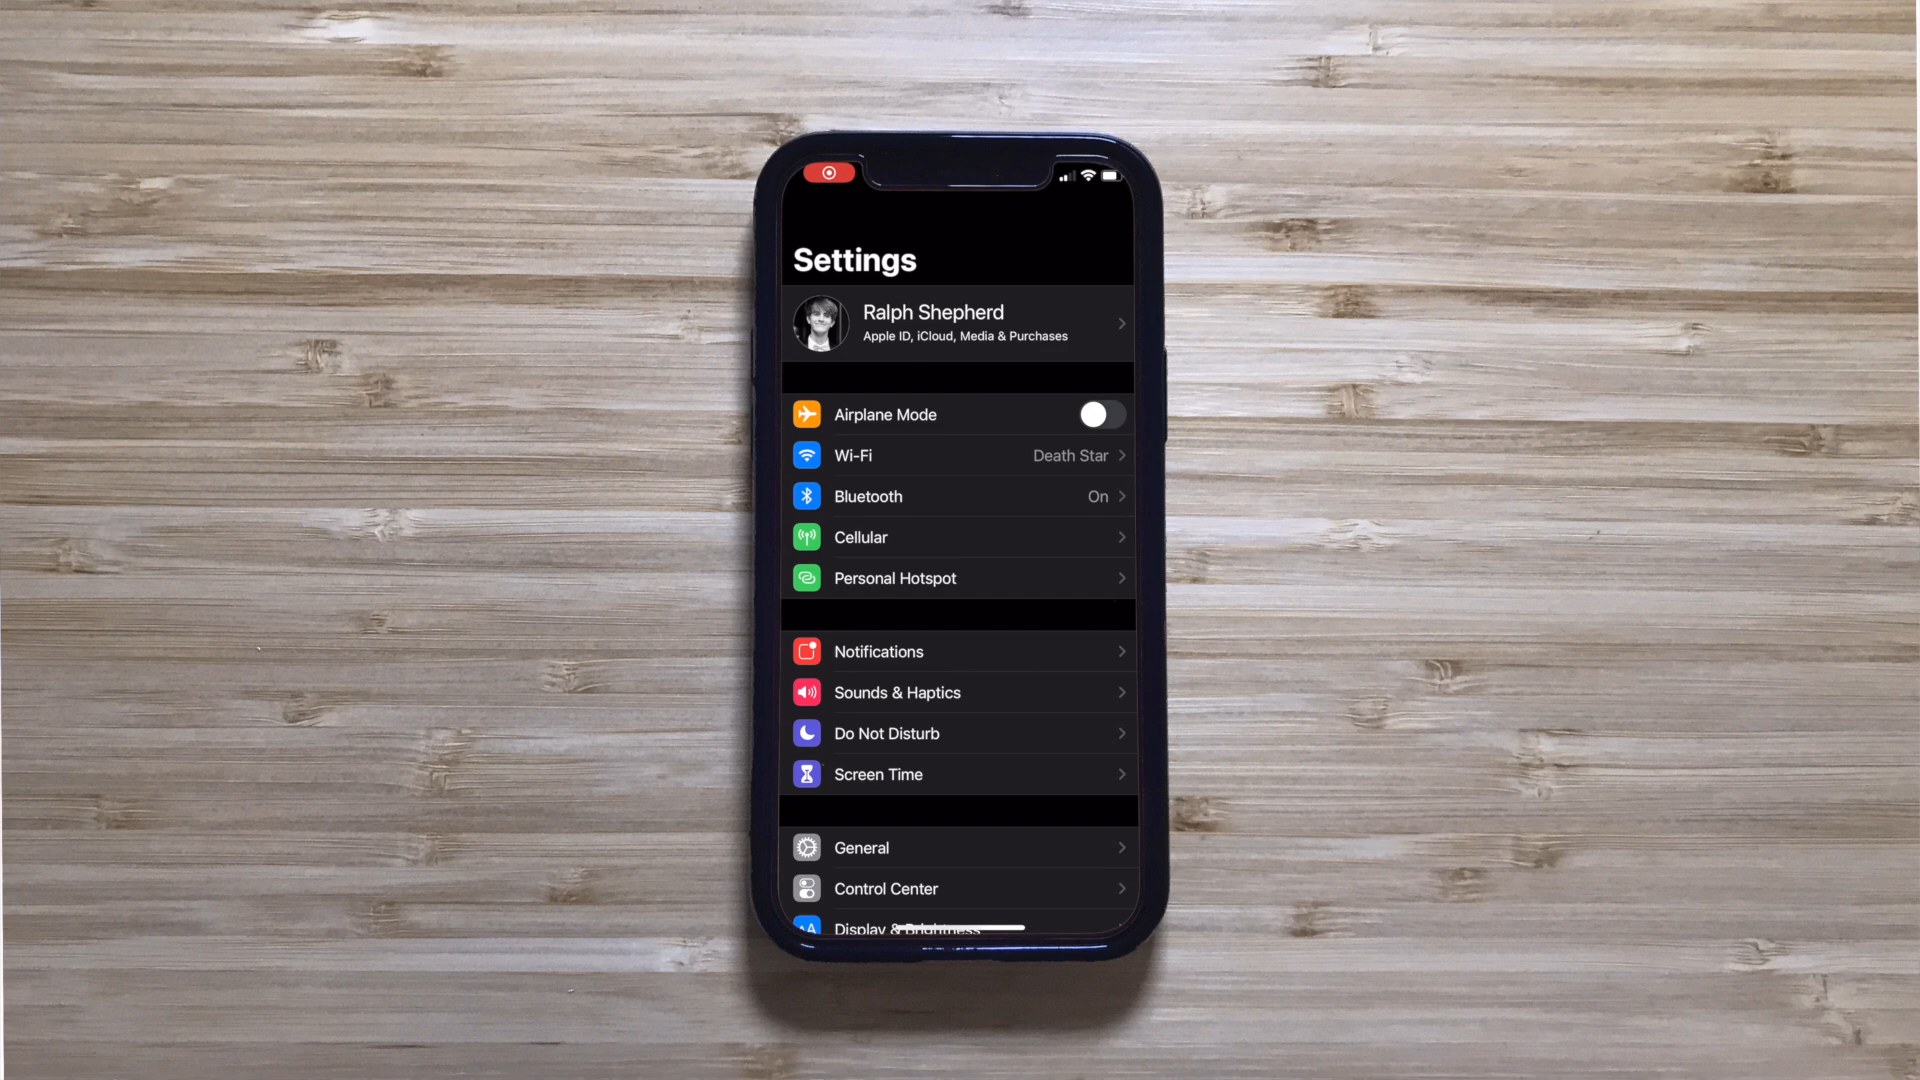 Settings
Ralph Shepherd
Apple ID, iCloud, Media & Purchases
Airplane Mode
Wi-Fi Death Star
Bluetooth On
Cellular
Personal Hotspot
Notifications
Sounds & Haptics
Do Not Disturb
Screen Time
General
Control Center
AA Display & Brightness